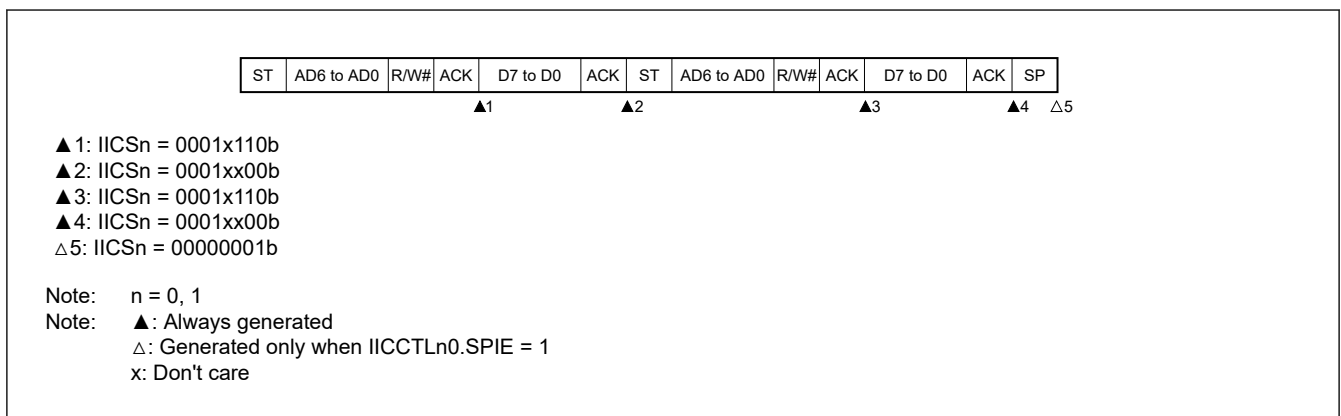 ST AD6 to AD0 R/W# ACK D7 to D0 ACK ST AD6 to AD0 R/W# ACK D7 to D0 ACK SP
▲1 ▲2 ▲3 ▲4 △5
▲1: IICSn = 0001x110b
▲2: IICSn = 0001xx00b
▲3: IICSn = 0001x110b
▲4: IICSn = 0001xx00b
△5: IICSn = 00000001b
Note: n = 0, 1
Note: ▲: Always generated
△: Generated only when IICCTLn0.SPIE = 1
x: Don't care